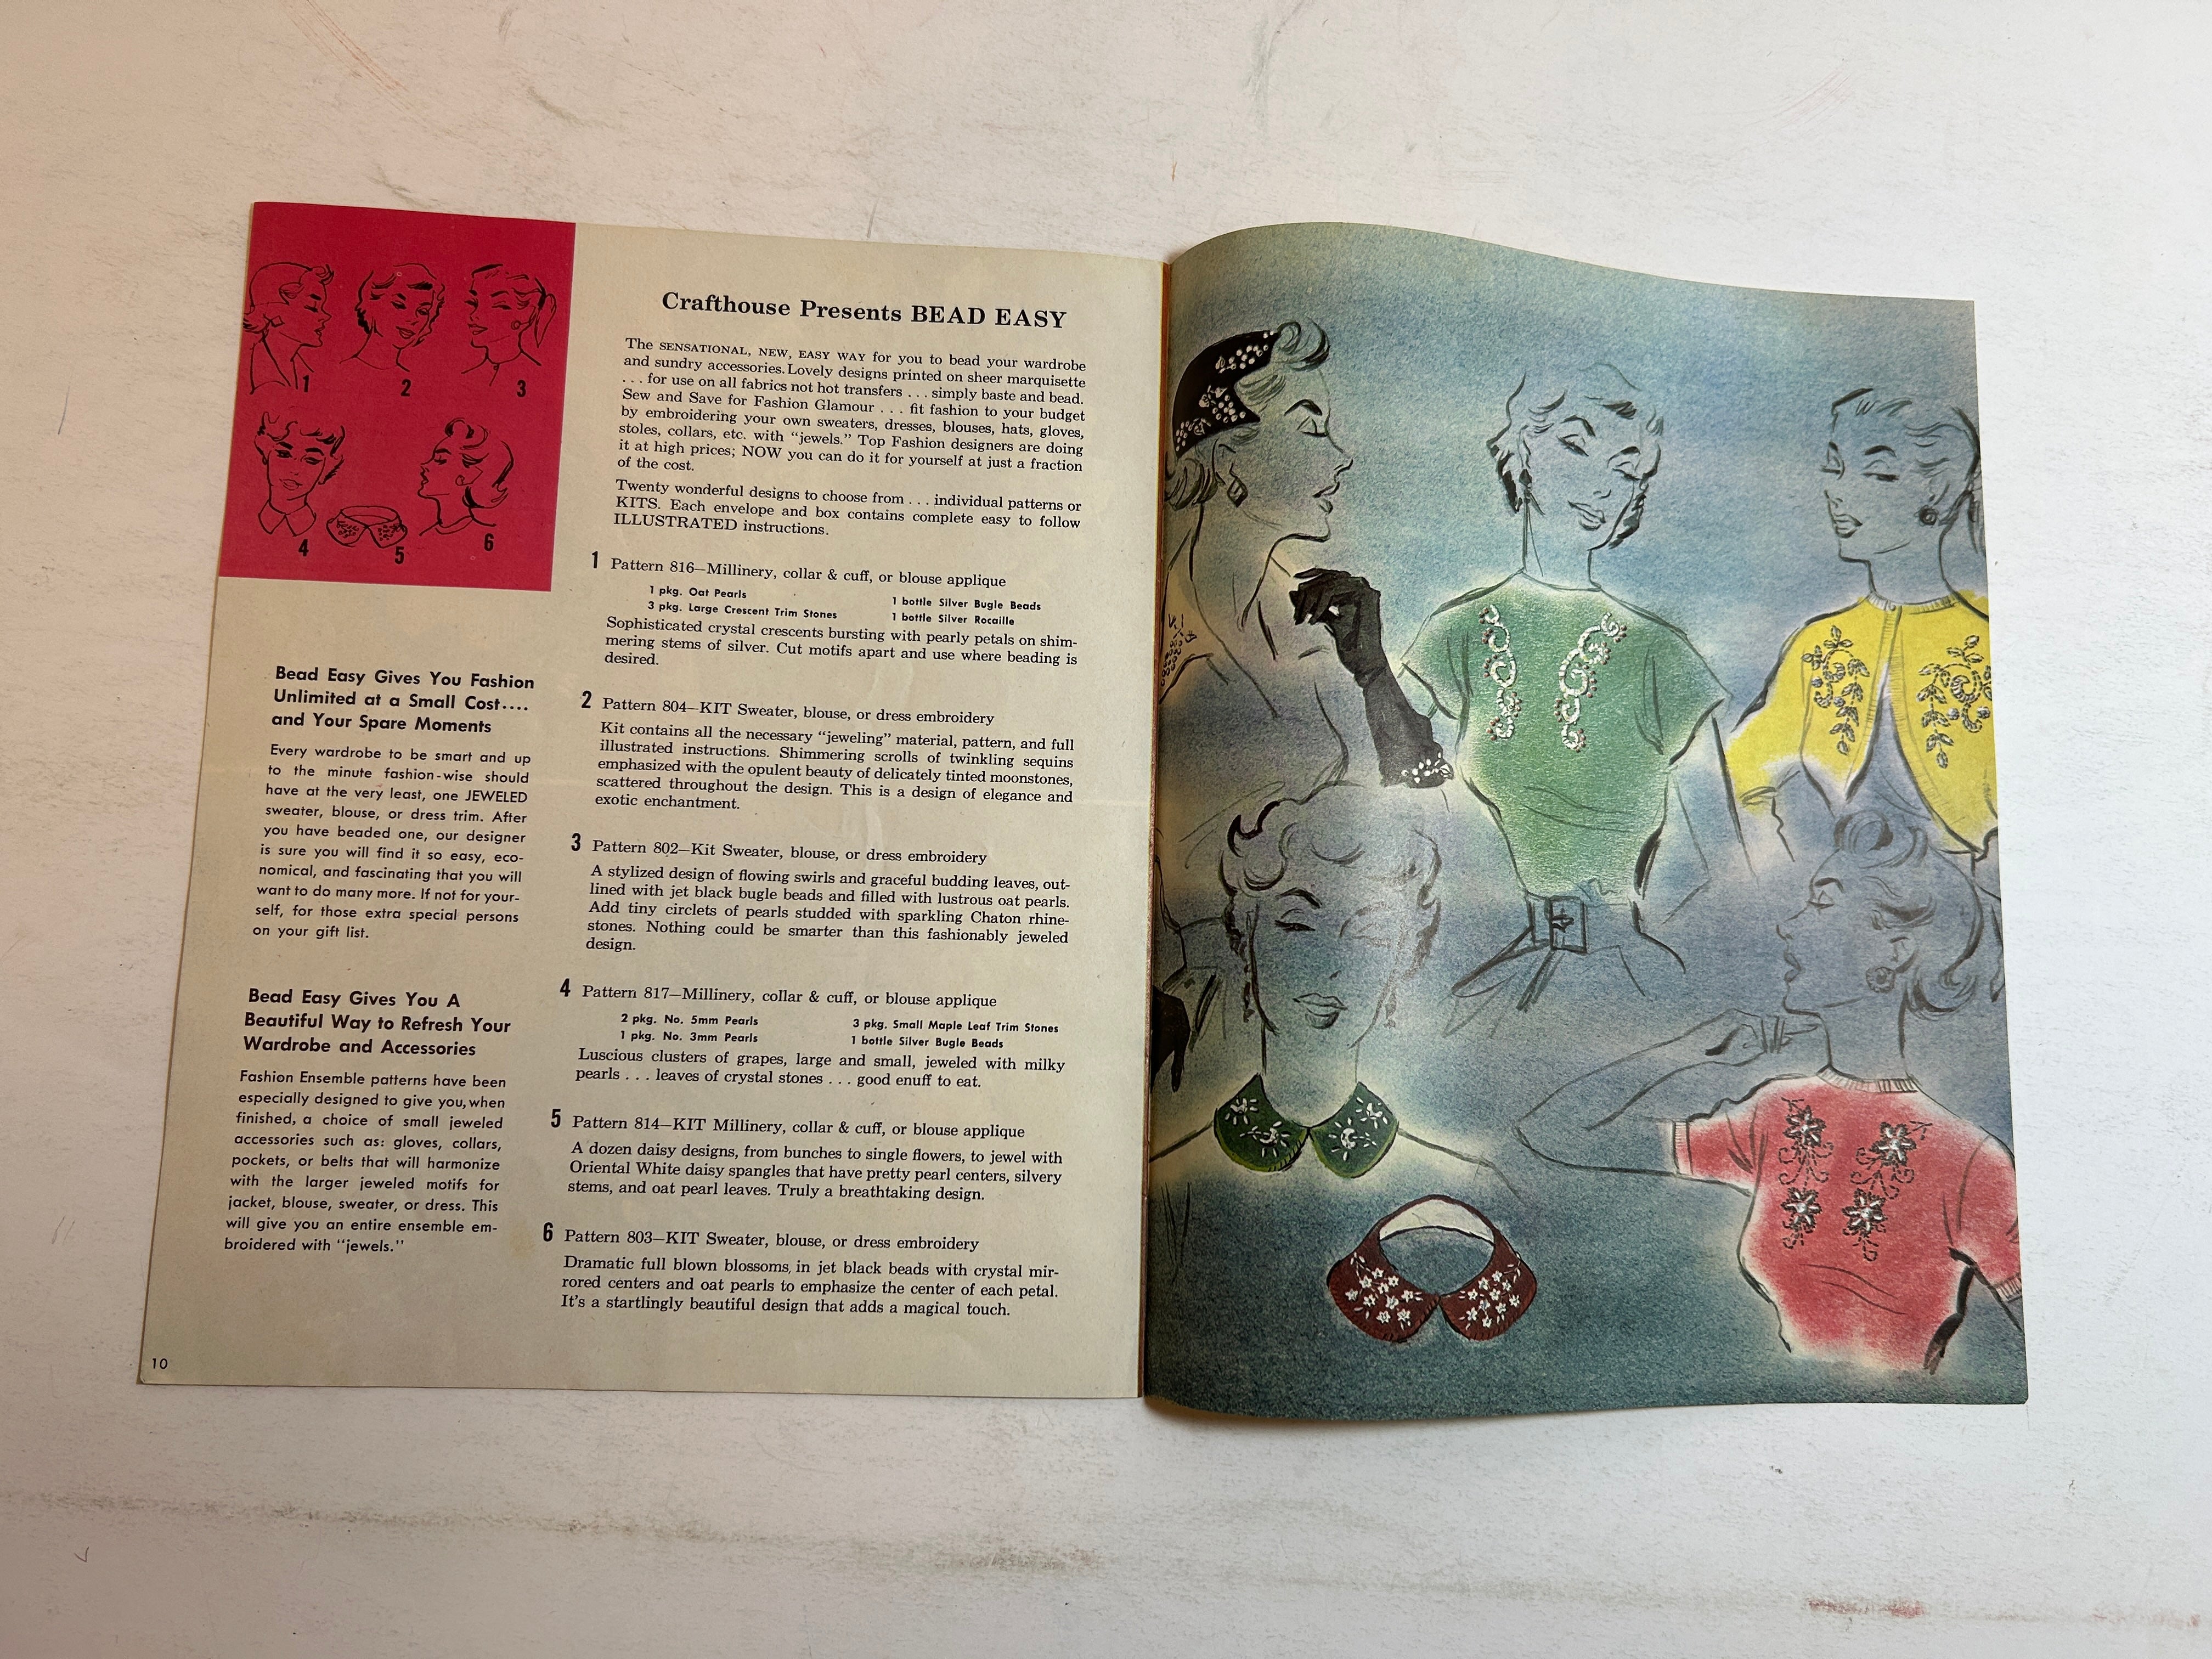 1
2
3
4
5
6
Bead Easy Gives You Fashion
Unlimited at a Small Cost....
and Your Spare Moments
Every wardrobe to be smart and up
to the minute fashion-wise should
have at the very least, one JEWELED
sweater, blouse, or dress trim. After
you have beaded one, our designer
is sure you will find it so easy, eco-
nomical, and fascinating that you will
want to do many more. If not for your-
self, for those extra special persons
on your gift list.
Bead Easy Gives You A
Beautiful Way to Refresh Your
Wardrobe and Accessories
Fashion Ensemble patterns have been
especially designed to give you, when
finished, a choice of small jeweled
accessories such as: gloves, collars,
pockets, or belts that will harmonize
with the larger jeweled motifs for
jacket, blouse, sweater, or dress. This
will give you an entire ensemble em-
broidered with "jewels."
10
Crafthouse Presents BEAD EASY
The SENSATIONAL, NEW, EASY WAY for you to bead your wardrobe
and sundry accessories. Lovely designs printed on sheer marquisette
. . . for use on all fabrics not hot transfers . . . simply baste and bead.
Sew and Save for Fashion Glamour . . . fit fashion to your budget
by embroidering your own sweaters, dresses, blouses, hats, gloves,
stoles, collars, etc. with "jewels." Top Fashion designers are doing
it at high prices; NOW you can do it for yourself at just a fraction
of the cost.
Twenty wonderful designs to choose from . . . individual patterns or
KITS. Each envelope and box contains complete easy to follow
ILLUSTRATED instructions.
1 Pattern 816—Millinery, collar & cuff, or blouse applique
1 pkg. Oat Pearls
3 pkg. Large Crescent Trim Stones
1 bottle Silver Bugle Beads
1 bottle Silver Rocaille
Sophisticated crystal crescents bursting with pearly petals on shim-
mering stems of silver. Cut motifs apart and use where beading is
desired.
2 Pattern 804—KIT Sweater, blouse, or dress embroidery
Kit contains all the necessary "jeweling" material, pattern, and full
illustrated instructions. Shimmering scrolls of twinkling sequins
emphasized with the opulent beauty of delicately tinted moonstones,
scattered throughout the design. This is a design of elegance and
exotic enchantment.
3 Pattern 802—Kit Sweater, blouse, or dress embroidery
A stylized design of flowing swirls and graceful budding leaves, out-
lined with jet black bugle beads and filled with lustrous oat pearls.
Add tiny circlets of pearls studded with sparkling Chaton rhine-
stones. Nothing could be smarter than this fashionably jeweled
design.
4 Pattern 817—Millinery, collar & cuff, or blouse applique
2 pkg. No. 5mm Pearls
1 pkg. No. 3mm Pearls
3 pkg. Small Maple Leaf Trim Stones
1 bottle Silver Bugle Beads
Luscious clusters of grapes, large and small, jeweled with milky
pearls . . . leaves of crystal stones . . . good enuff to eat.
5 Pattern 814—KIT Millinery, collar & cuff, or blouse applique
A dozen daisy designs, from bunches to single flowers, to jewel with
Oriental White daisy spangles that have pretty pearl centers, silvery
stems, and oat pearl leaves. Truly a breathtaking design.
6 Pattern 803—KIT Sweater, blouse, or dress embroidery
Dramatic full blown blossoms, in jet black beads with crystal mir-
rored centers and oat pearls to emphasize the center of each petal.
It's a startlingly beautiful design that adds a magical touch.